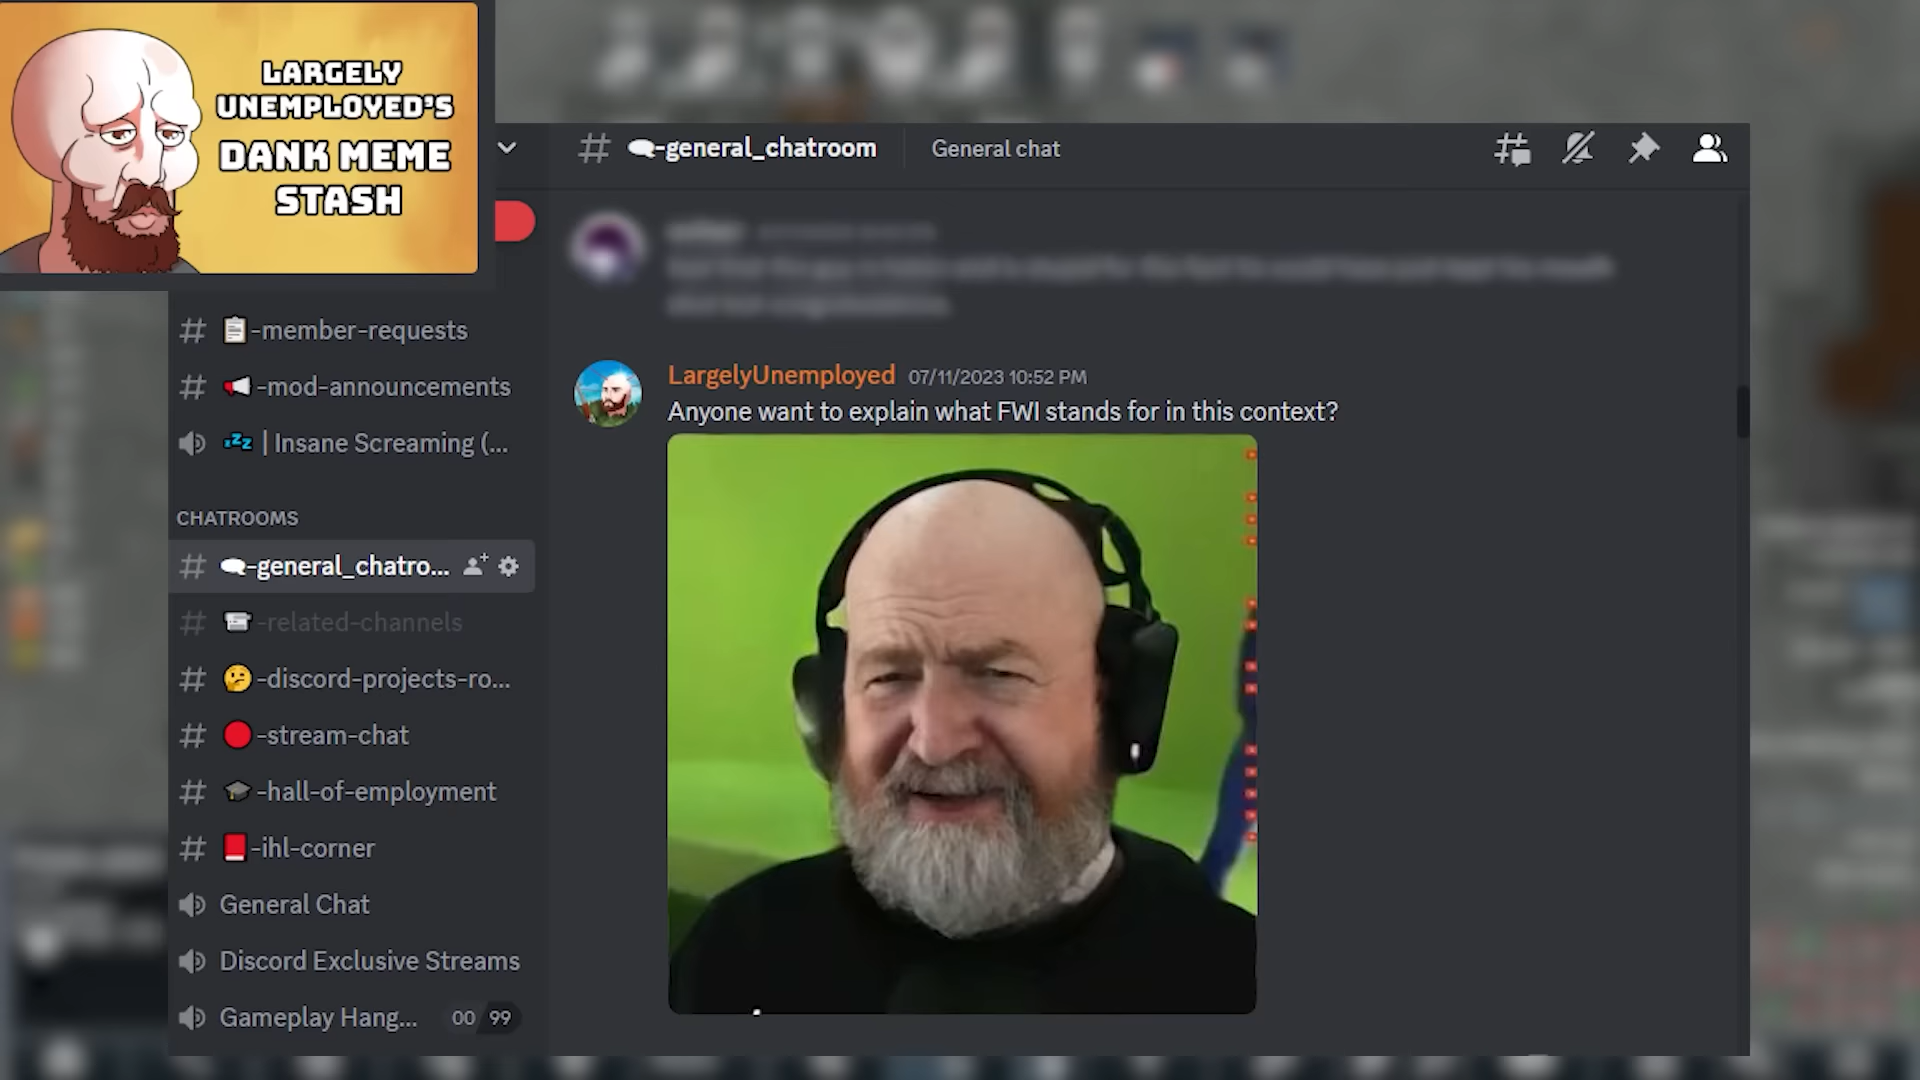 LARGELY
UNEMPLOYED'S
DANK MEME
STASH
-general_chatroom
General chat
-member-requests
-mod-announcements
| Insane Screaming (...
CHATROOMS
-general_chatro...
-related-channels
-discord-projects-ro...
-stream-chat
-hall-of-employment
-ihl-corner
General Chat
Discord Exclusive Streams
Gameplay Hang... 00 99
LargelyUnemployed 07/11/2023 10:52 PM
Anyone want to explain what FWI stands for in this context?